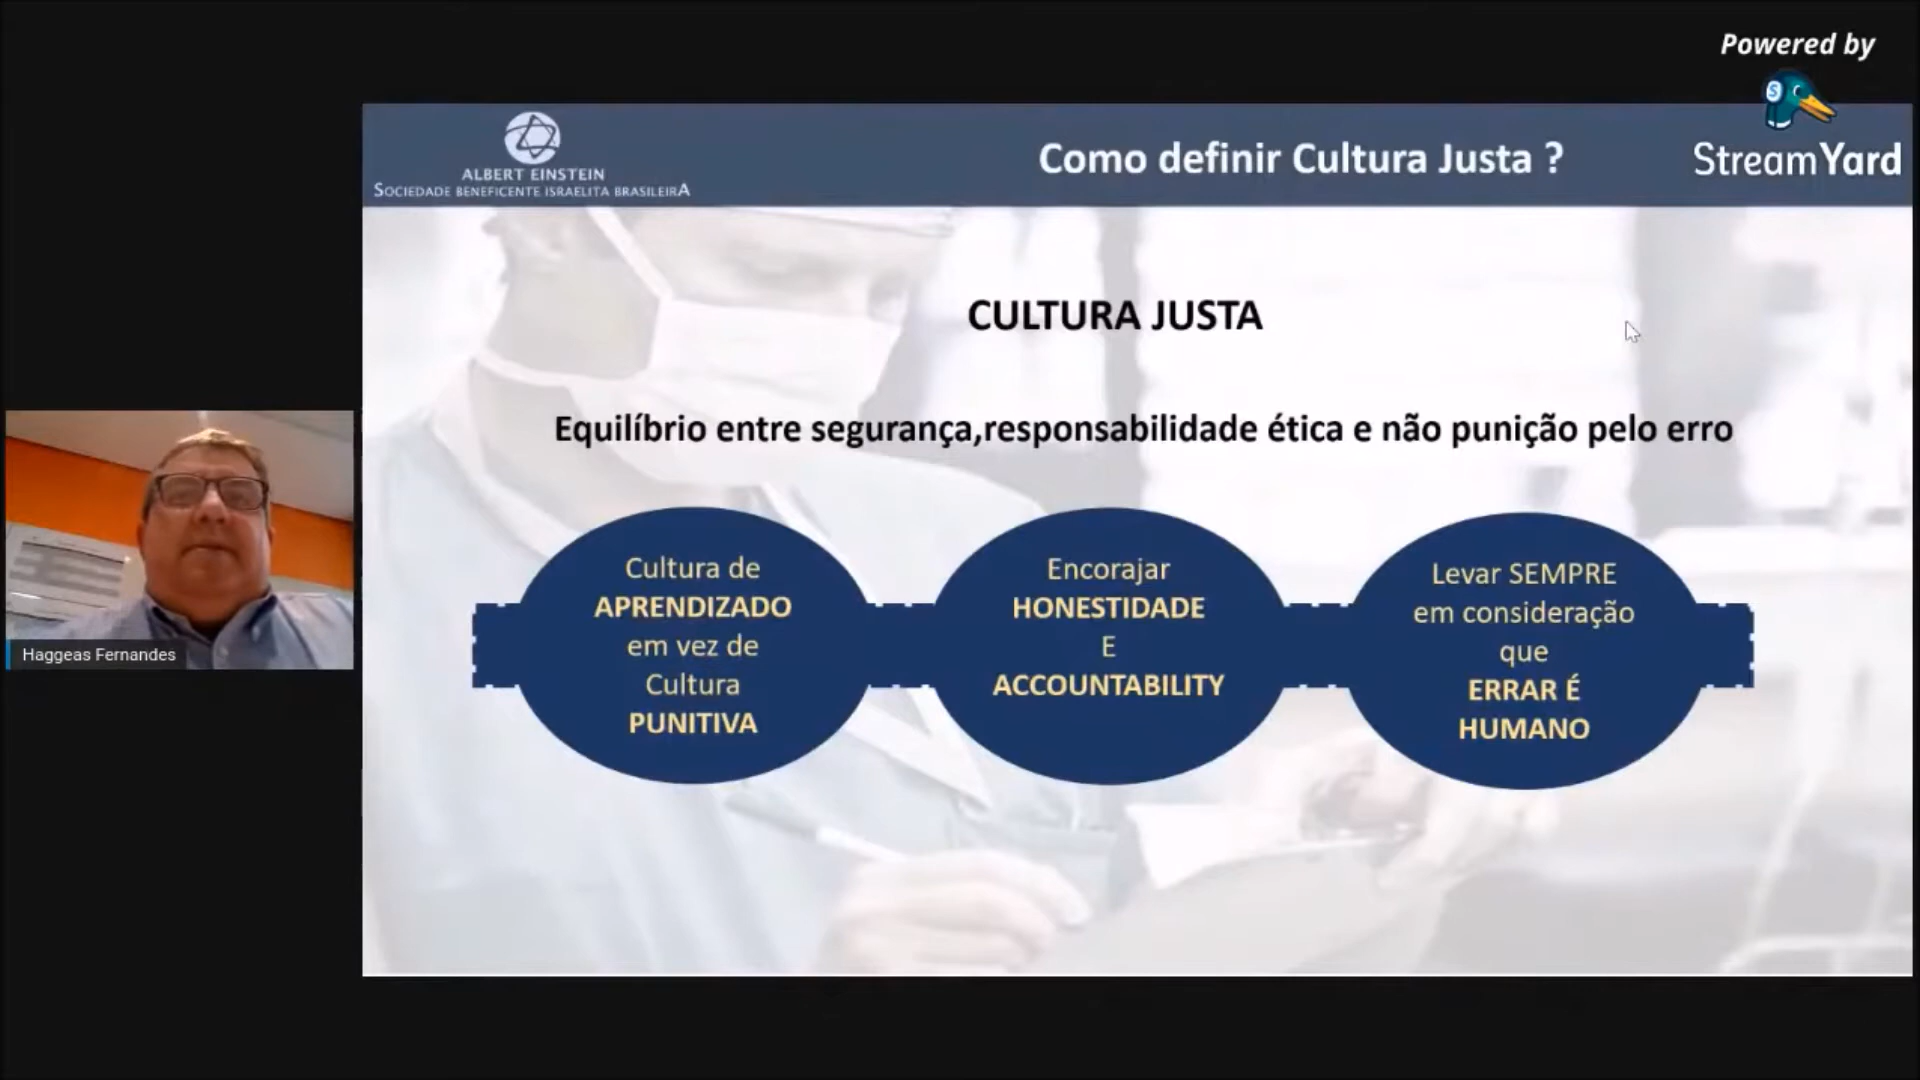 Powered by
StreamYard
ALBERT EINSTEIN
SOCIEDADE BENEFICENTE ISRAELITA BRASILEIRA
Como definir Cultura Justa ?
CULTURA JUSTA
Equilíbrio entre segurança,responsabilidade ética e não punição pelo erro
Cultura de
APRENDIZADO
em vez de
Cultura
PUNITIVA
Encorajar
HONESTIDADE
E
ACCOUNTABILITY
Levar SEMPRE
em consideração
que
ERRAR É
HUMANO
Haggeas Fernandes